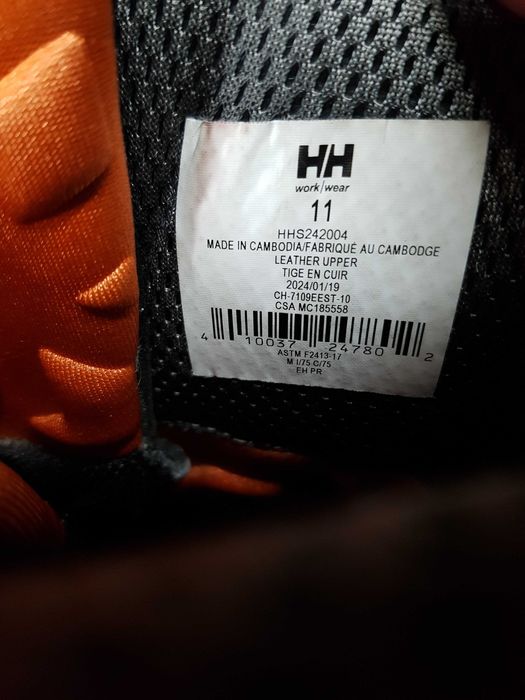 HH
work/wear
11
HHS242004
MADE IN CAMBODIA/FABRIQUÉ AU CAMBODGE
LEATHER UPPER
TIGE EN CUIR
2024/01/19
CH-7109EEST-10
CSA MC185558
4 10037 24780 2
ASTM F2413-17
M I/75 C/75
EH PR